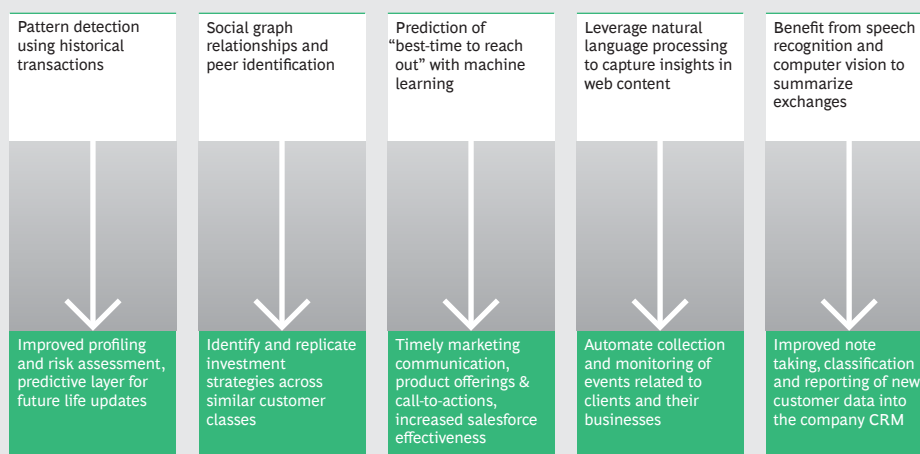 Pattern detection
using historical
transactions
Social graph
relationships and
peer identification
Prediction of
“best-time to reach
out” with machine
learning
Leverage natural
language processing
to capture insights in
web content
Benefit from speech
recognition and
computer vision to
summarize
exchanges
Improved profiling
and risk assessment,
predictive layer for
future life updates
Identify and replicate
investment
strategies across
similar customer
classes
Timely marketing
communication,
product offerings &
call-to-actions,
increased salesforce
effectiveness
Automate collection
and monitoring of
events related to
clients and their
businesses
Improved note
taking, classification
and reporting of new
customer data into
the company CRM